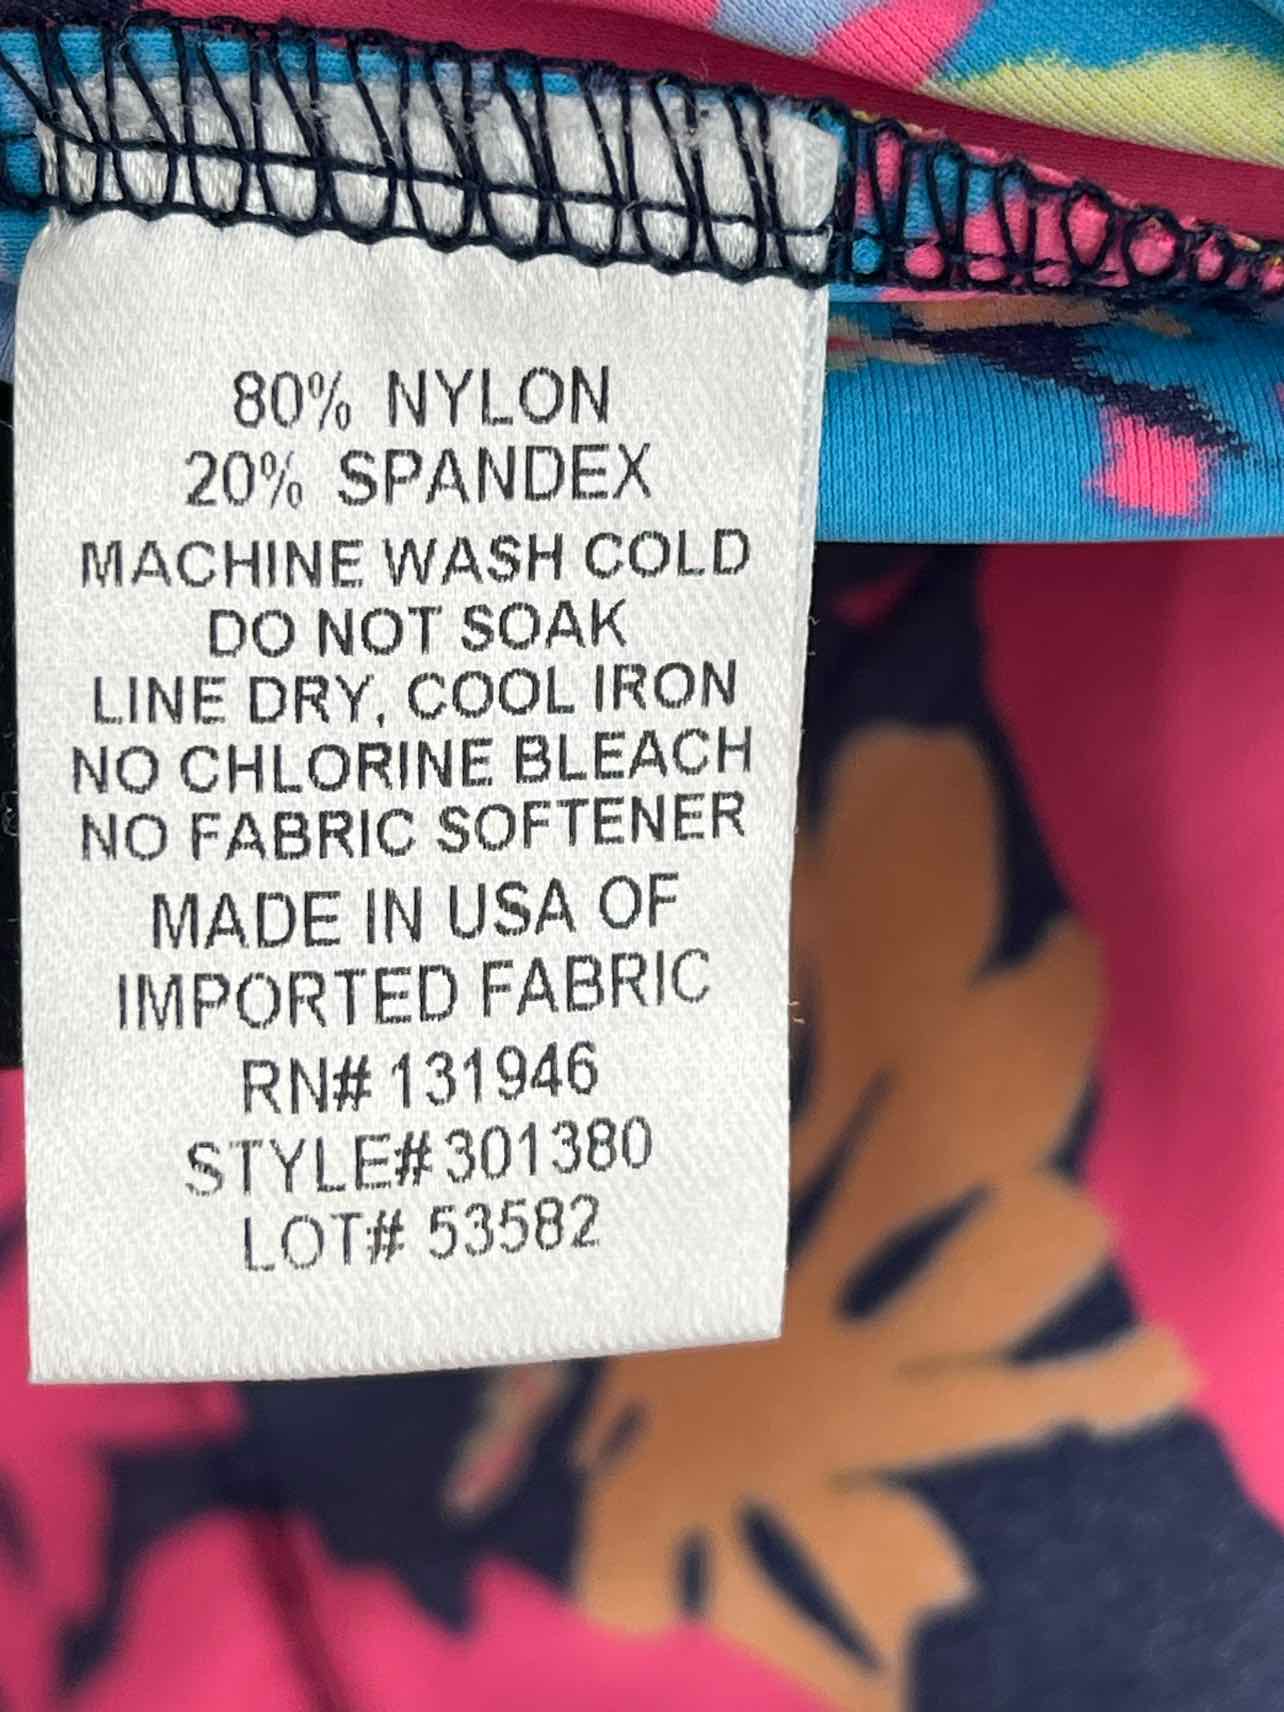 80% NYLON
20% SPANDEX
MACHINE WASH COLD
DO NOT SOAK
LINE DRY, COOL IRON
NO CHLORINE BLEACH
NO FABRIC SOFTENER
MADE IN USA OF
IMPORTED FABRIC
RN# 131946
STYLE#301380
LOT# 53582